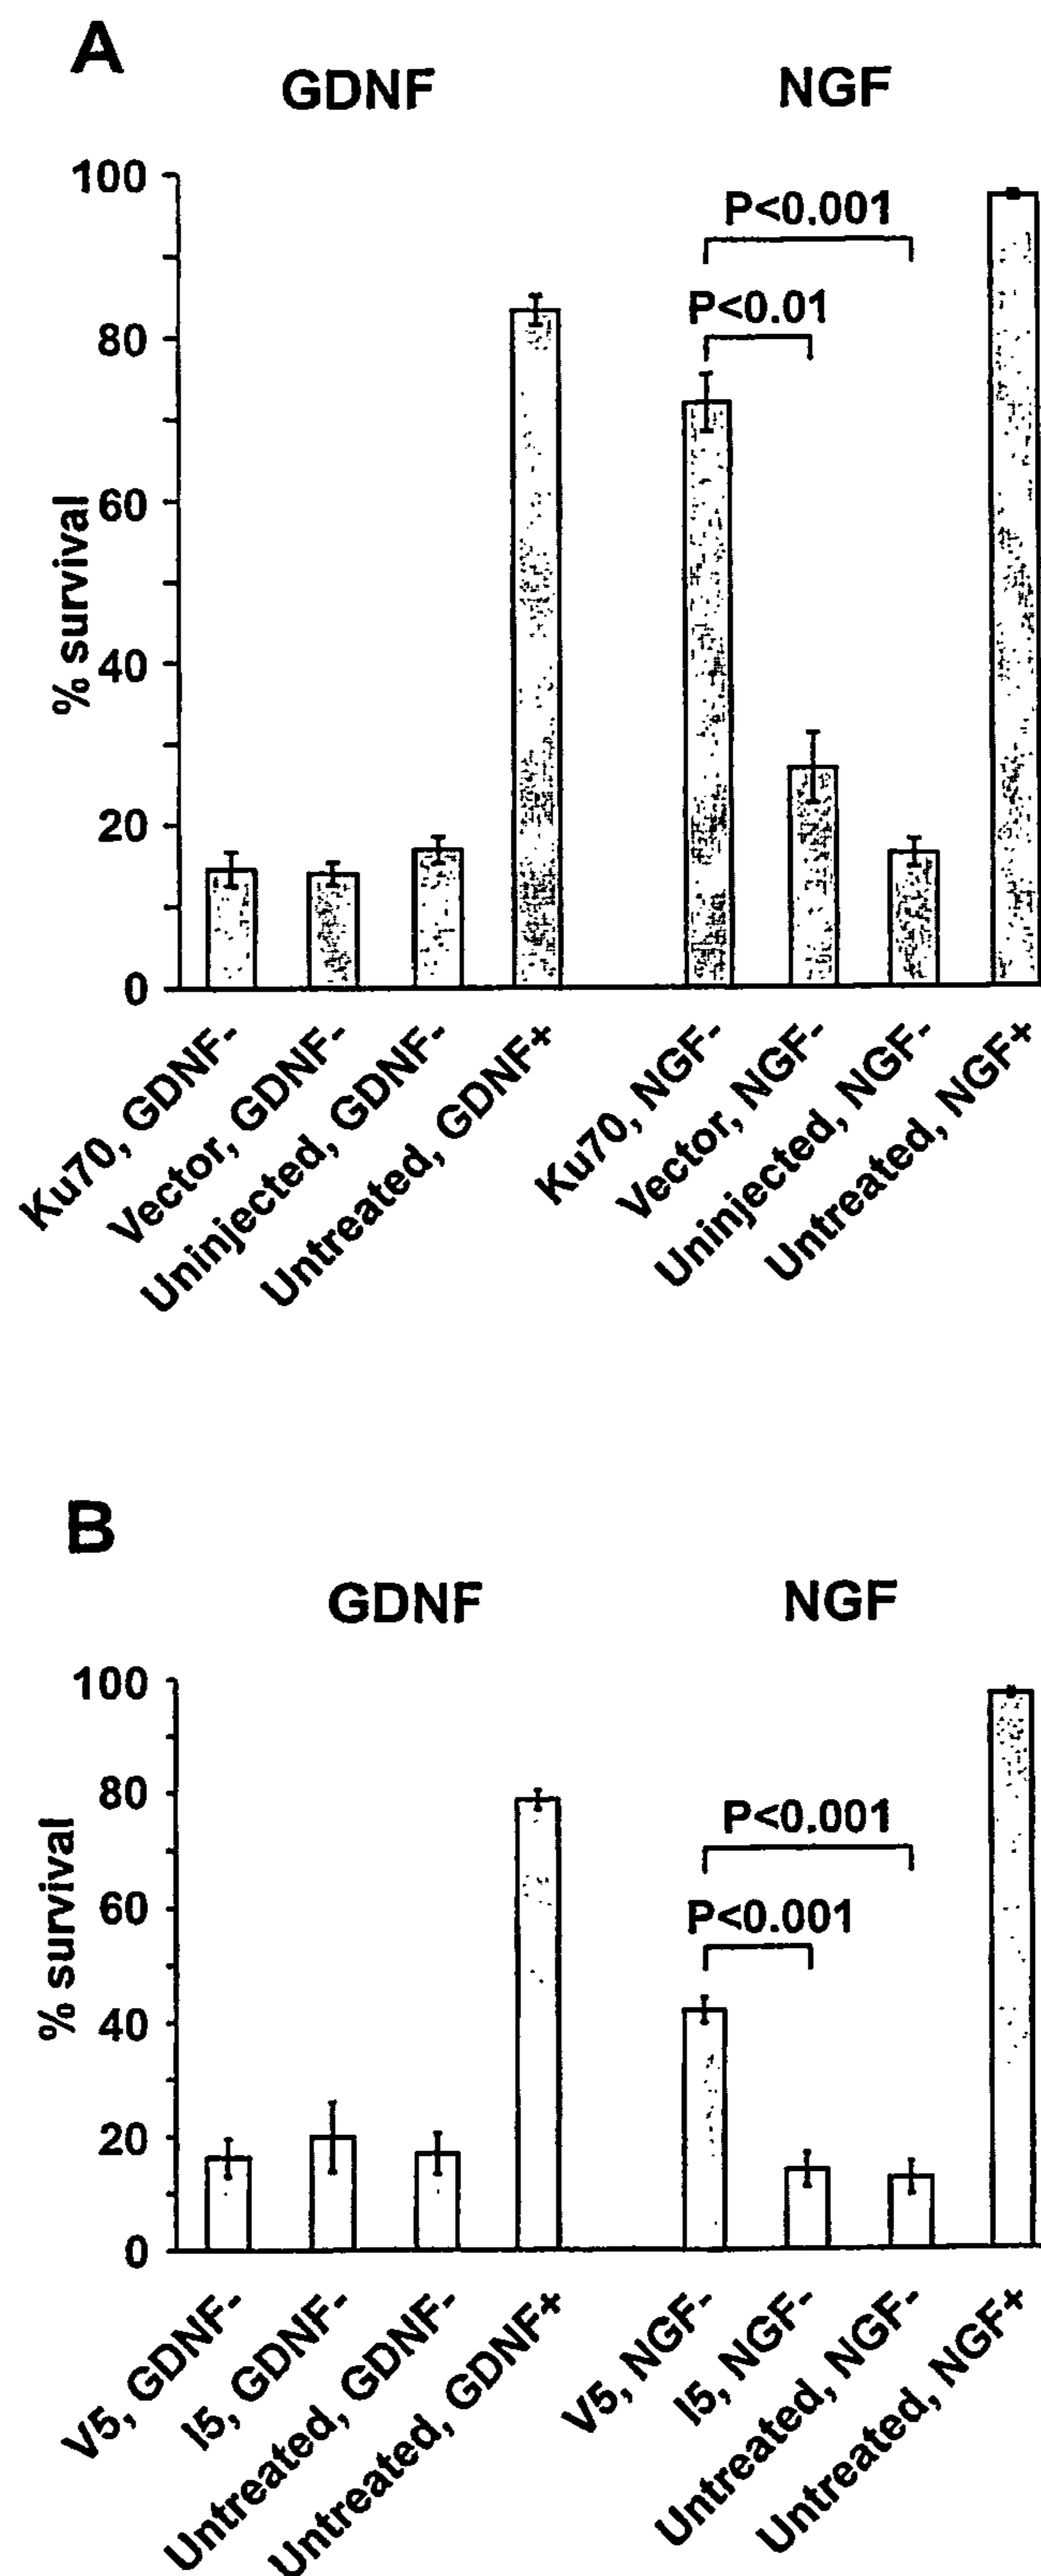 A
GDNF NGF
100
80
60
40
20
0
% survival
P<0.001
P<0.01
Ku70, GDNF-
Vector, GDNF-
Uninjected, GDNF-
Untreated, GDNF+
Ku70, NGF-
Vector, NGF-
Uninjected, NGF-
Untreated, NGF+
B
GDNF NGF
100
80
60
40
20
0
% survival
P<0.001
P<0.001
V5, GDNF-
I5, GDNF-
Untreated, GDNF-
Untreated, GDNF+
V5, NGF-
I5, NGF-
Untreated, NGF-
Untreated, NGF+